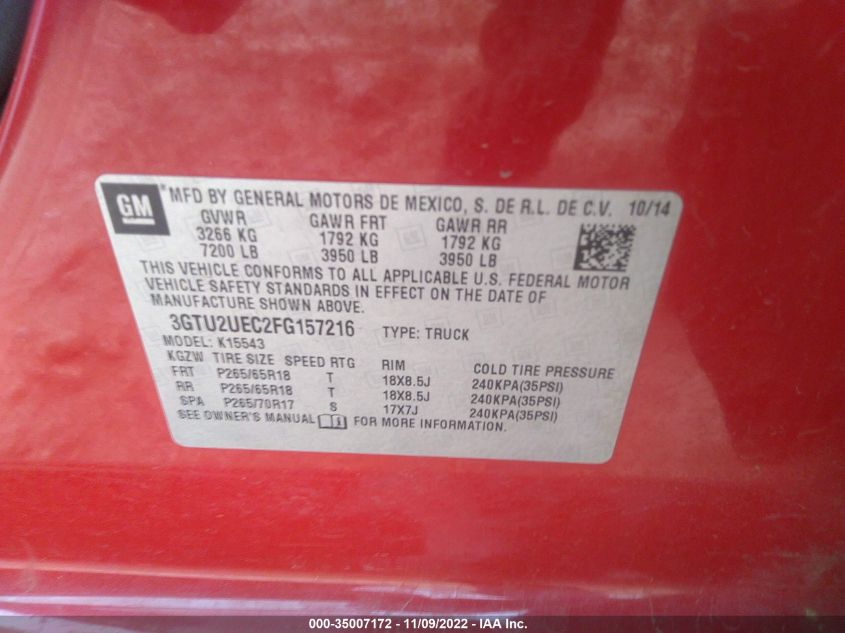 GM
* MFD BY GENERAL MOTORS DE MEXICO, S. DE R.L. DE C.V. 10/14
GVWR GAWR FRT GAWR RR
3266 KG 1792 KG 1792 KG
7200 LB 3950 LB 3950 LB
THIS VEHICLE CONFORMS TO ALL APPLICABLE U.S. FEDERAL MOTOR
VEHICLE SAFETY STANDARDS IN EFFECT ON THE DATE OF
MANUFACTURE SHOWN ABOVE.
3GTU2UEC2FG157216 TYPE: TRUCK
MODEL: K15543
KGZW TIRE SIZE SPEED RTG RIM COLD TIRE PRESSURE
FRT P265/65R18 T 18X8.5J 240KPA(35PSI)
RR P265/65R18 T 18X8.5J 240KPA(35PSI)
SPA P265/70R17 S 17X7J 240KPA(35PSI)
SEE OWNER'S MANUAL FOR MORE INFORMATION.
000-35007172 - 11/09/2022 - IAA Inc.